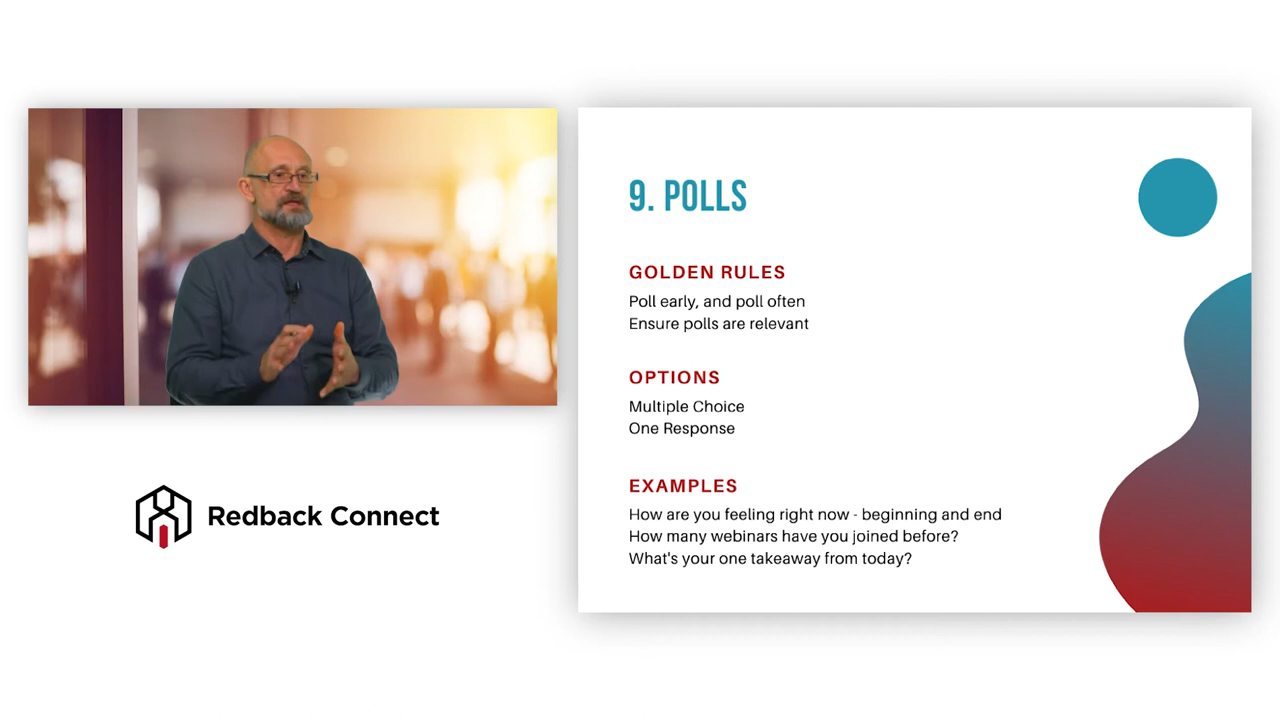 Redback Connect
9. POLLS
GOLDEN RULES
Poll early, and poll often
Ensure polls are relevant
OPTIONS
Multiple Choice
One Response
EXAMPLES
How are you feeling right now - beginning and end
How many webinars have you joined before?
What's your one takeaway from today?